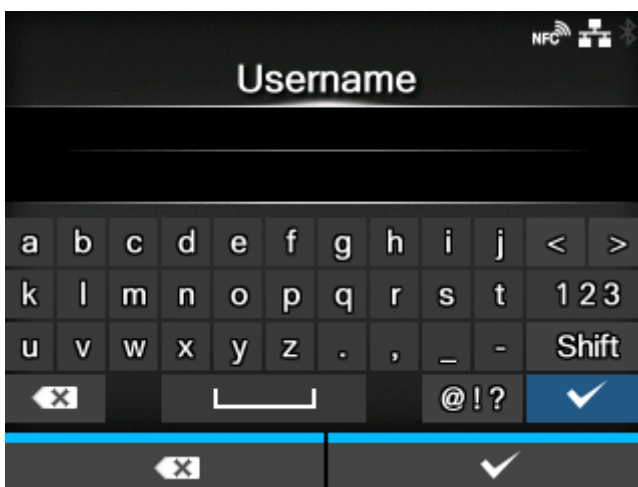 NFC
Username
a b c d e f g h i j < >
k l m n o p q r s t 123
u v w x y z . , _ - Shift
@!?